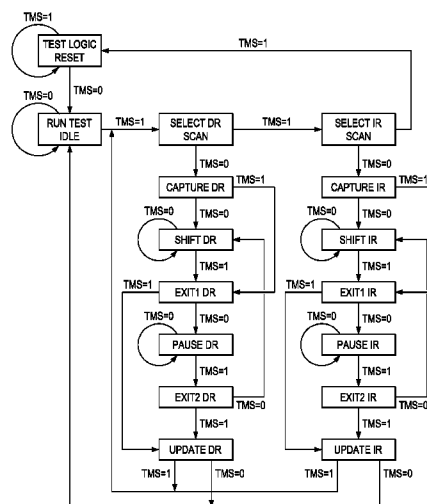 TMS=1
TEST LOGIC
RESET
TMS=1
TMS=0
TMS=0
RUN TEST
IDLE
TMS=1
SELECT DR
SCAN
TMS=1
SELECT IR
SCAN
TMS=0
TMS=0
CAPTURE DR
TMS=1
CAPTURE IR
TMS=1
TMS=0
TMS=0
TMS=0
TMS=0
SHIFT DR
SHIFT IR
TMS=1
TMS=1
TMS=1
EXIT1 DR
TMS=1
EXIT1 IR
TMS=0
TMS=0
TMS=0
TMS=0
PAUSE DR
PAUSE IR
TMS=1
TMS=1
EXIT2 DR
TMS=0
EXIT2 IR
TMS=0
TMS=1
TMS=1
UPDATE DR
UPDATE IR
TMS=1
TMS=0
TMS=1
TMS=0